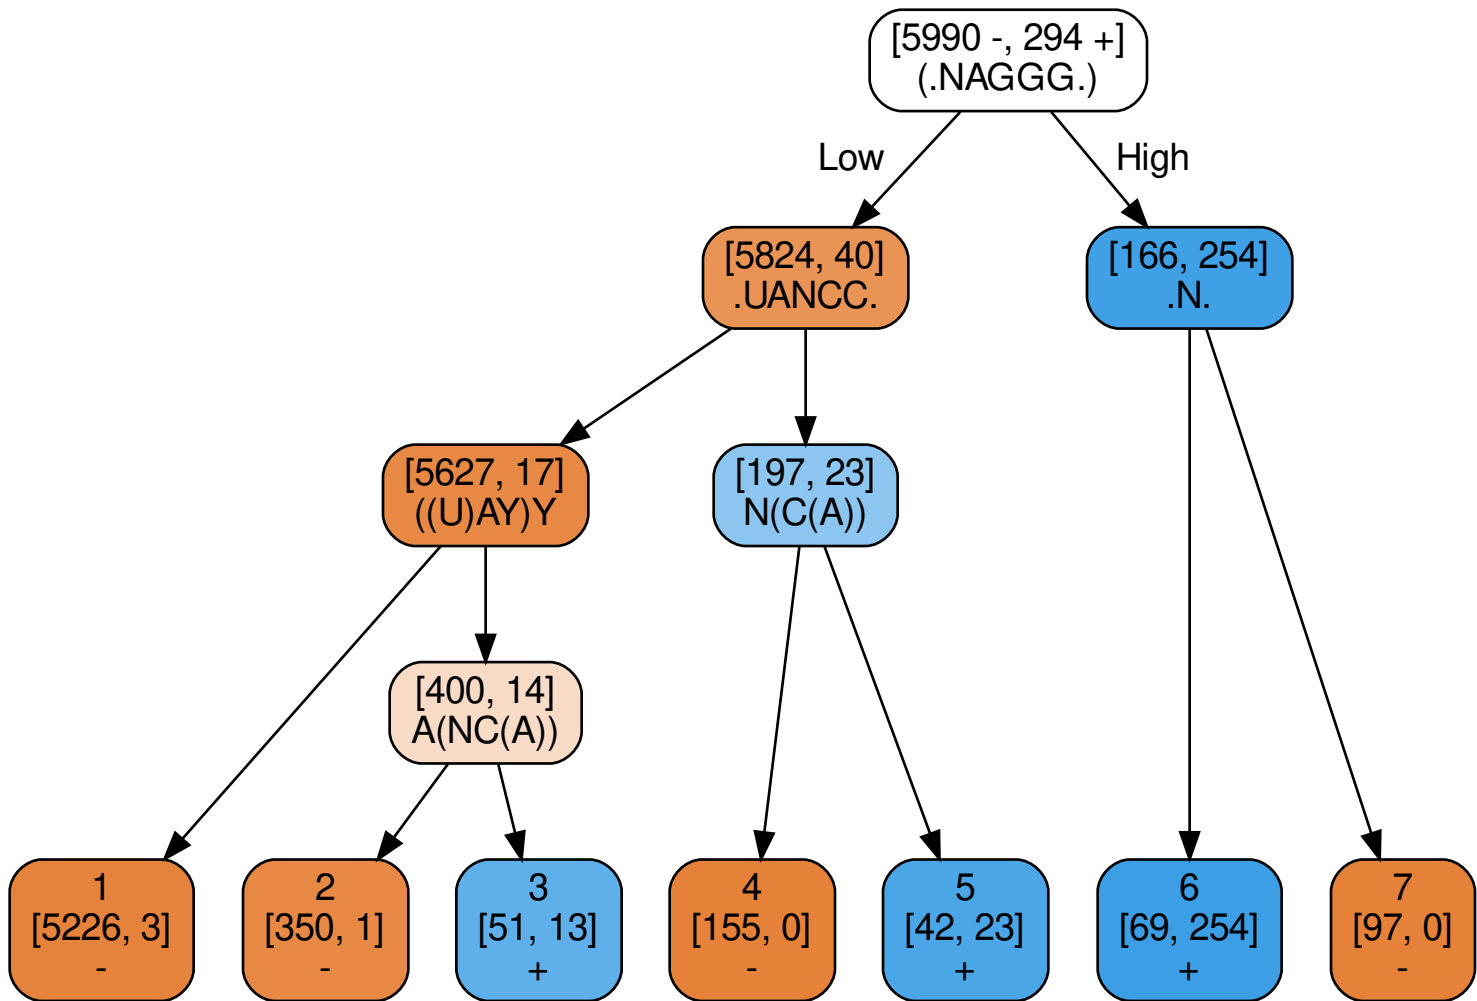 [5990 -, 294 +]
(.NAGGG.)
Low
High
[5824, 40]
.UANCC.
[166, 254]
.N.
[5627, 17]
((U)AY)Y
[197, 23]
N(C(A))
[400, 14]
A(NC(A))
1
[5226, 3]
-
2
[350, 1]
-
3
[51, 13]
+
4
[155, 0]
-
5
[42, 23]
+
6
[69, 254]
+
7
[97, 0]
-